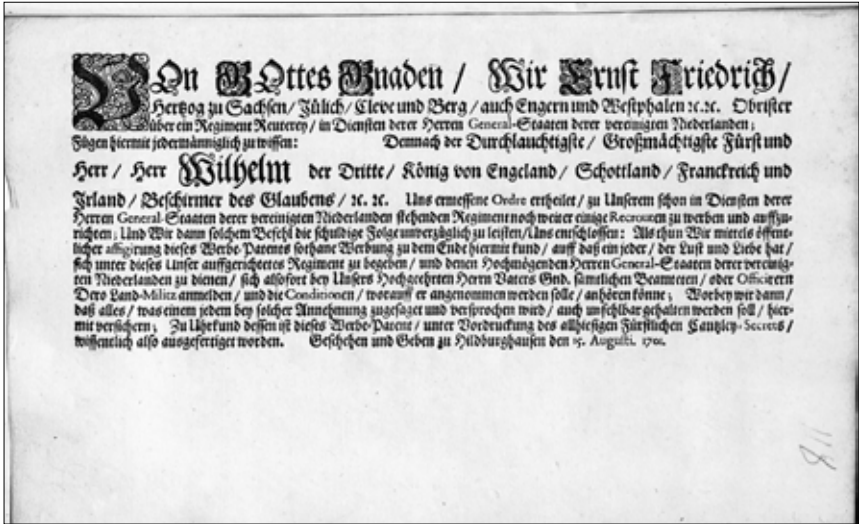 VOn GOttes Gnaden / Wir Ernst Friedrich /
Hertzog zu Sachsen / Jülich / Cleve und Berg / auch Engern und Westphalen ꝛc. ꝛc. Obrister
über ein Regiment Reuterey / in Diensten derer Herren General-Staaten derer vereinigten Niederlanden ;
Fügen hiermit jedermänniglich zu wissen: Demnach der Durchlauchtigste / Großmächtigste Fürst und
Herr / Herr Wilhelm der Dritte / König von Engeland / Schottland / Franckreich und
Irland / Beschirmer des Glaubens / ꝛc. ꝛc. Uns ermessene Ordre ertheilet / zu Unserem schon in Diensten derer
Herren General-Staaten derer vereinigten Niederlanden stehenden Regiment noch weiter einige Recrouten zu werben und auffzu-
richten ; Und Wir dann solchem Befehl die schuldige Folge unverzüglich zu leisten / Uns entschlossen : Als thun Wir mittels öffent-
licher affigirung dieses Werbe-Patentes sothane Werbung zu dem Ende hiermit kund / auff daß ein jeder / der Lust und Liebe hat /
sich unter dieses Unser auffgerichtetes Regiment zu begeben / und denen Hochmögenden Herren General-Staaten derer vereinig-
ten Niederlanden zu dienen / sich alsofort bey Unsers Hochgeehrten Herrn Vaters Gnd. sämtlichen Beamteten / oder Officirern
Dero Land-Militz anmelden / und die Conditionen / worauff er angenommen werden solle / anhören könne ; Worbey wir dann /
daß alles / was einem jeden bey solcher Annehmung zugesaget und versprochen wird / auch unfehlbar gehalten werden soll / hier-
mit versichern ; Zu Uhrkund dessen ist dieses Werbe-Patent / unter Vordruckung des allhiesigen Fürstlichen Cantzley-Secrets /
wissentlich also ausgefertiget worden. Geschehen und Geben zu Hildburghausen den 15. Augusti. 1701.
118